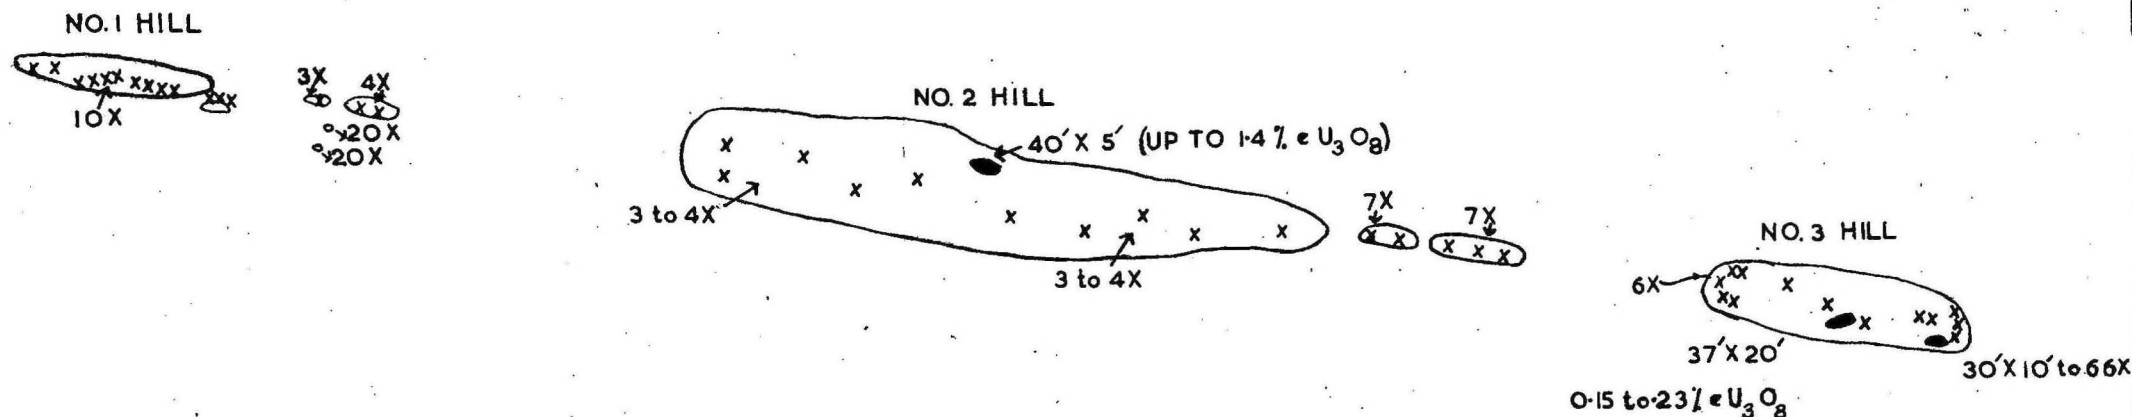 NO. 1 HILL
10X
3X
4X
20X
20X
NO. 2 HILL
40′ X 5′ (UP TO 1·4 % e U3O8)
3 to 4X
3 to 4X
7X
7X
NO. 3 HILL
6X
37′ X 20′
30′ X 10′ to 66X
0·15 to ·23% e U3O8